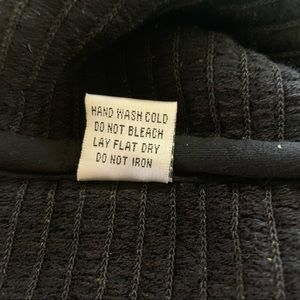 HAND WASH COLD
DO NOT BLEACH
LAY FLAT DRY
DO NOT IRON